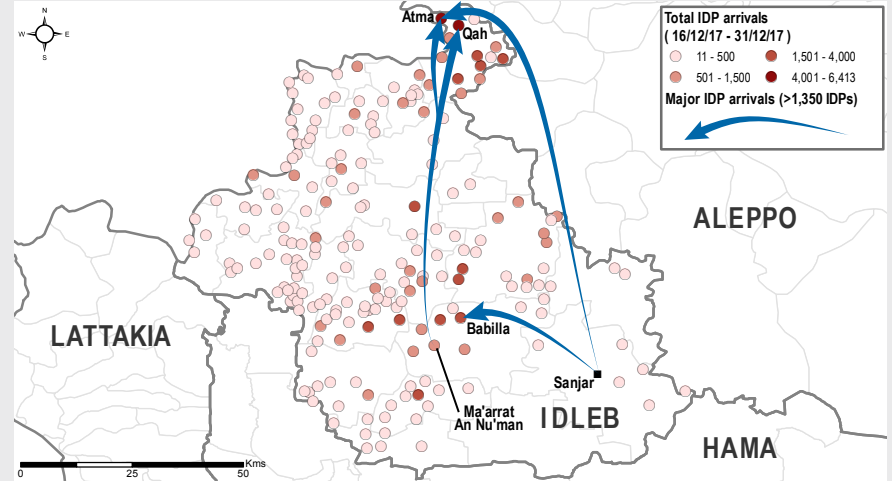 N
W
E
S
Atma
Qah
Total IDP arrivals
( 16/12/17 - 31/12/17 )
11 - 500
1,501 - 4,000
501 - 1,500
4,001 - 6,413
Major IDP arrivals (>1,350 IDPs)
ALEPPO
LATTAKIA
Babilla
Sanjar
Ma'arrat
An Nu'man
IDLEB
HAMA
Kms
0
25
50